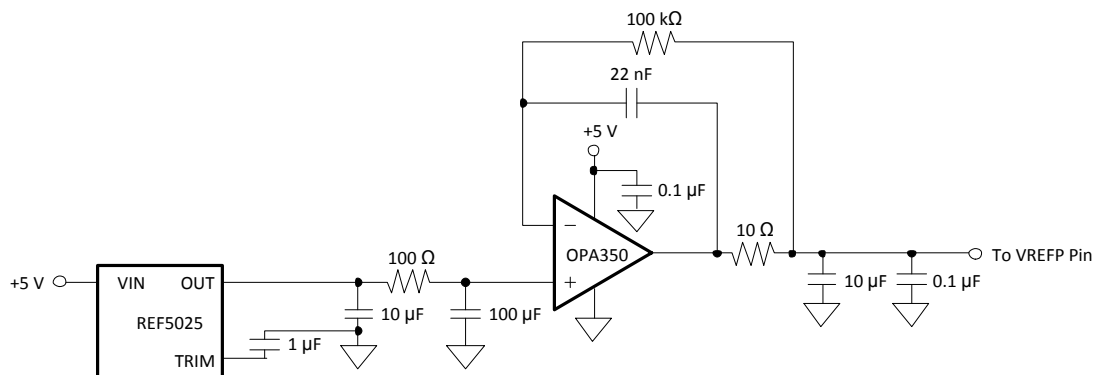 100 kΩ
22 nF
+5 V
0.1 µF
OPA350
10 Ω
To VREFP Pin
10 µF
0.1 µF
+5 V
VIN
OUT
REF5025
TRIM
1 µF
10 µF
100 Ω
100 µF